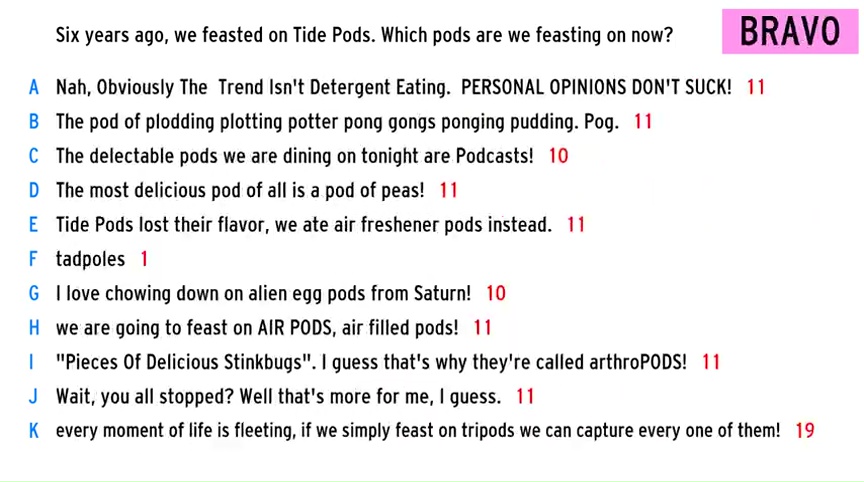 Six years ago, we feasted on Tide Pods. Which pods are we feasting on now?
BRAVO
A Nah, Obviously The Trend Isn't Detergent Eating. PERSONAL OPINIONS DON'T SUCK! 11
B The pod of plodding plotting potter pong gongs ponging pudding. Pog. 11
C The delectable pods we are dining on tonight are Podcasts! 10
D The most delicious pod of all is a pod of peas! 11
E Tide Pods lost their flavor, we ate air freshener pods instead. 11
F tadpoles 1
G I love chowing down on alien egg pods from Saturn! 10
H we are going to feast on AIR PODS, air filled pods! 11
I "Pieces Of Delicious Stinkbugs". I guess that's why they're called arthroPODS! 11
J Wait, you all stopped? Well that's more for me, I guess. 11
K every moment of life is fleeting, if we simply feast on tripods we can capture every one of them! 19